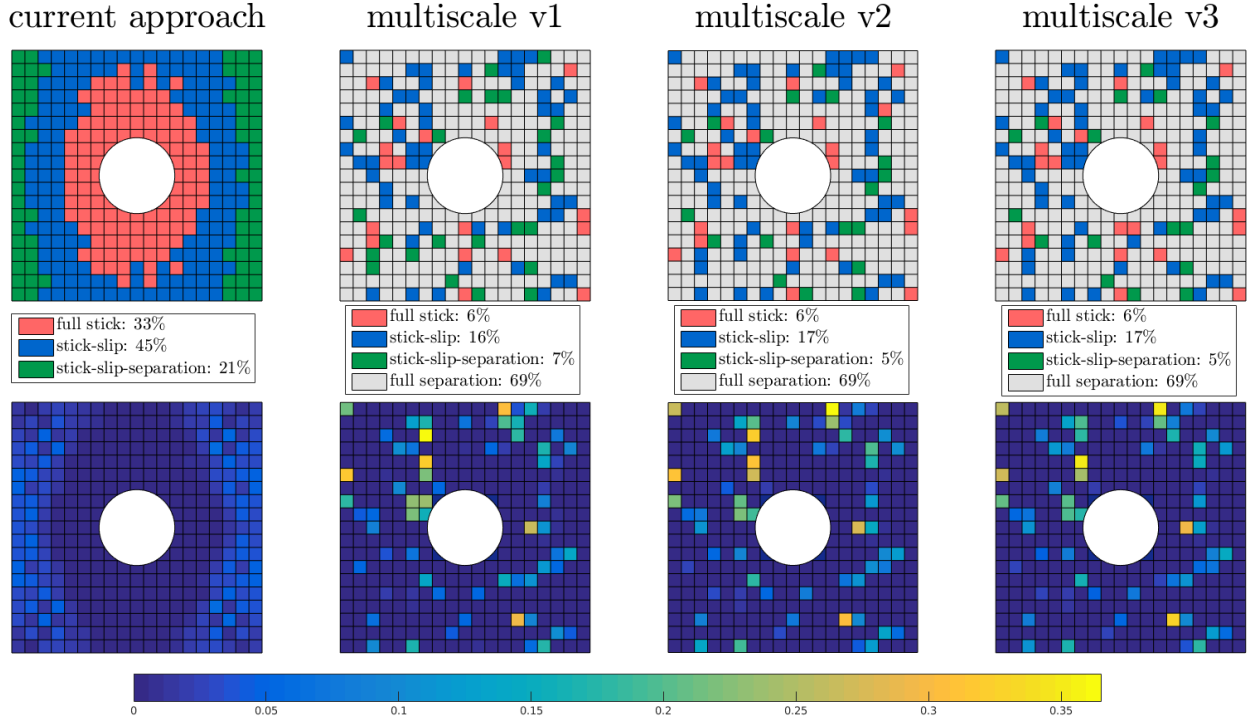 current approach
multiscale v1
multiscale v2
multiscale v3
full stick: 33%
stick-slip: 45%
stick-slip-separation: 21%
full stick: 6%
stick-slip: 16%
stick-slip-separation: 7%
full separation: 69%
full stick: 6%
stick-slip: 17%
stick-slip-separation: 5%
full separation: 69%
full stick: 6%
stick-slip: 17%
stick-slip-separation: 5%
full separation: 69%
0 0.05 0.1 0.15 0.2 0.25 0.3 0.35